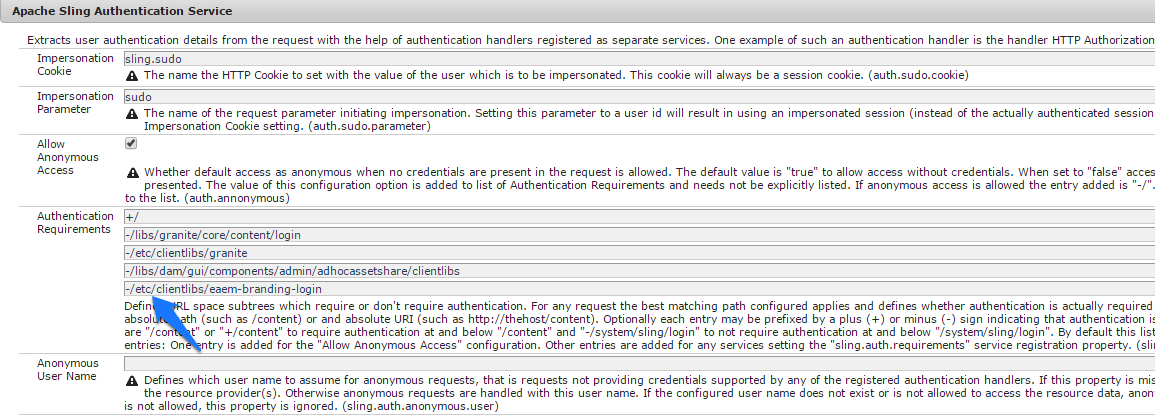 Apache Sling Authentication Service
Extracts user authentication details from the request with the help of authentication handlers registered as separate services. One example of such an authentication handler is the handler HTTP Authorization
Impersonation Cookie
sling.sudo
The name the HTTP Cookie to set with the value of the user which is to be impersonated. This cookie will always be a session cookie. (auth.sudo.cookie)
Impersonation Parameter
sudo
The name of the request parameter initiating impersonation. Setting this parameter to a user id will result in using an impersonated session (instead of the actually authenticated session
Impersonation Cookie setting. (auth.sudo.parameter)
Allow Anonymous Access
Whether default access as anonymous when no credentials are present in the request is allowed. The default value is "true" to allow access without credentials. When set to "false" acce
presented. The value of this configuration option is added to list of Authentication Requirements and needs not be explicitly listed. If anonymous access is allowed the entry added is "-/".
to the list. (auth.annonymous)
Authentication Requirements
+/
-/libs/granite/core/content/login
-/etc/clientlibs/granite
-/libs/dam/gui/components/admin/adhocassetshare/clientlibs
-/etc/clientlibs/eaem-branding-login
URL space subtrees which require or don't require authentication. For any request the best matching path configured applies and defines whether authentication is actually required
(such as /content) or and absolute URI (such as http://thehost/content). Optionally each entry may be prefixed by a plus (+) or minus (-) sign indicating that authentication is
are "/content" or "+/content" to require authentication at and below "/content" and "-/system/sling/login" to not require authentication at and below "/system/sling/login". By default this list
entries: One entry is added for the "Allow Anonymous Access" configuration. Other entries are added for any services setting the "sling.auth.requirements" service registration property. (slin
Anonymous User Name
Defines which user name to assume for anonymous requests, that is requests not providing credentials supported by any of the registered authentication handlers. If this property is mis
the resource provider(s). Otherwise anonymous requests are handled with this user name. If the configured user name does not exist or is not allowed to access the resource data, anon
is not allowed, this property is ignored. (sling.auth.anonymous.user)